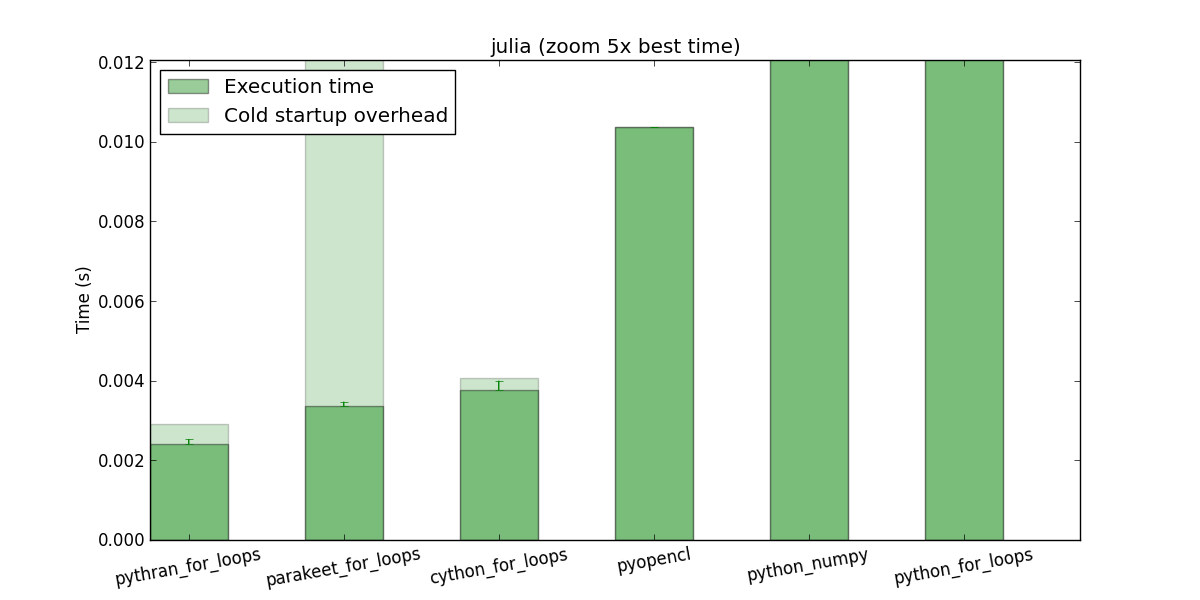 julia (zoom 5x best time)
Execution time
Cold startup overhead
Time (s)
0.012
0.010
0.008
0.006
0.004
0.002
0.000
pythran_for_loops
parakeet_for_loops
cython_for_loops
pyopencl
python_numpy
python_for_loops